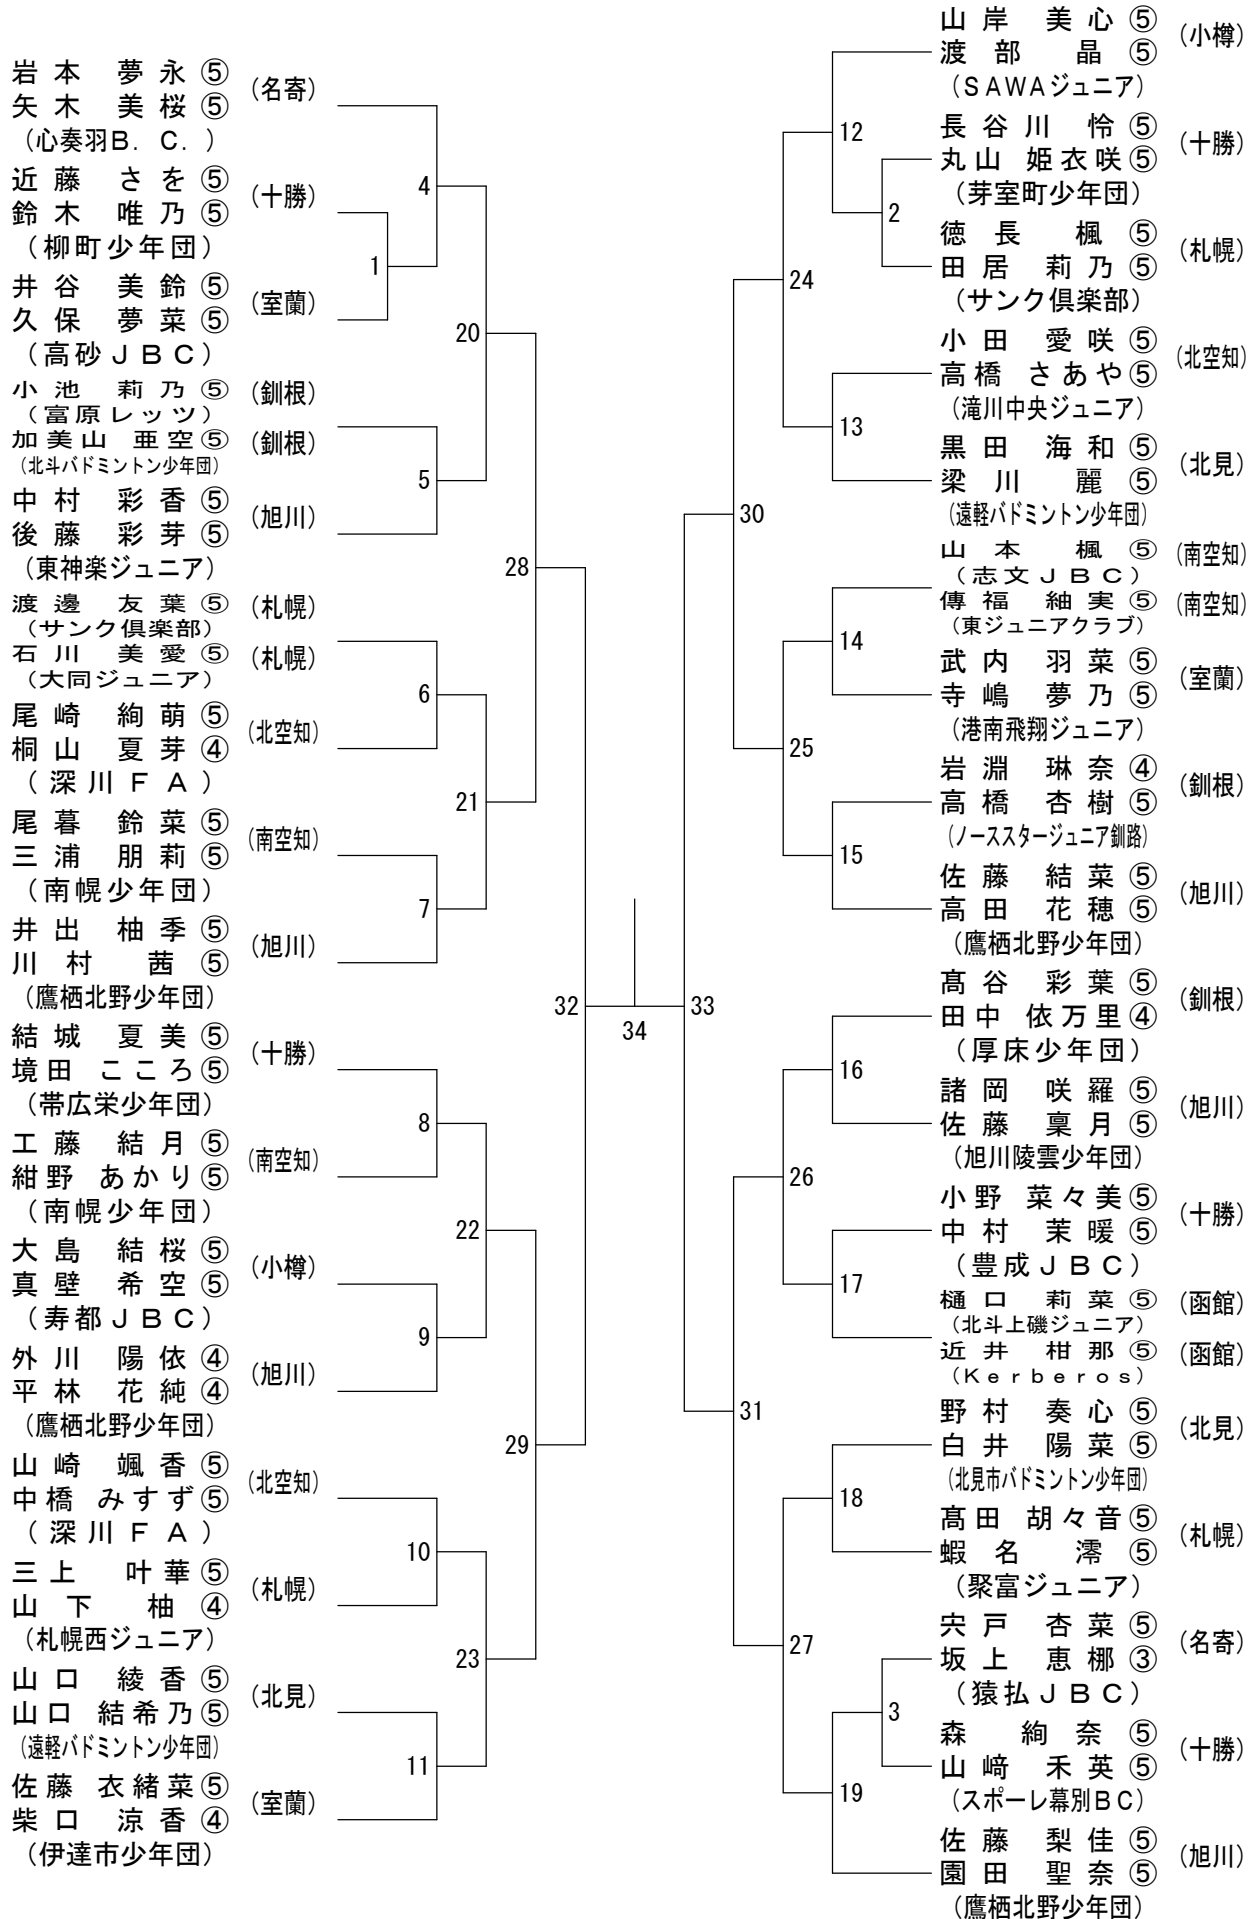 岩本 夢永⑤ (名寄)
矢木 美桜⑤
(心奏羽B.C.)
近藤 さを⑤ (十勝)
鈴木 唯乃⑤
(柳町少年団)
井谷 美鈴⑤ (室蘭)
久保 夢菜⑤
(高砂JBC)
小池 莉乃⑤ (釧根)
(富原レッツ)
加美山 亜空⑤ (釧根)
(北斗バドミントン少年団)
中村 彩香⑤ (旭川)
後藤 彩芽⑤
(東神楽ジュニア)
渡邊 友葉⑤ (札幌)
(サンク倶楽部)
石川 美愛⑤ (札幌)
(大同ジュニア)
尾崎 絢萌⑤ (北空知)
桐山 夏芽④
(深川FA)
尾暮 鈴菜⑤ (南空知)
三浦 朋莉⑤
(南幌少年団)
井出 柚季⑤ (旭川)
川村 茜⑤
(鷹栖北野少年団)
結城 夏美⑤ (十勝)
境田 こころ⑤
(帯広栄少年団)
工藤 結月⑤ (南空知)
紺野 あかり⑤
(南幌少年団)
大島 結桜⑤ (小樽)
真壁 希空⑤
(寿都JBC)
外川 陽依④ (旭川)
平林 花純④
(鷹栖北野少年団)
山崎 颯香⑤ (北空知)
中橋 みすず⑤
(深川FA)
三上 叶華⑤ (札幌)
山下 柚④
(札幌西ジュニア)
山口 綾香⑤ (北見)
山口 結希乃⑤
(遠軽バドミントン少年団)
佐藤 衣緒菜⑤ (室蘭)
柴口 涼香④
(伊達市少年団)
1
4
5
6
7
8
9
10
11
20
21
22
23
28
29
32
34
33
30
31
24
25
26
27
12
13
14
15
16
17
18
19
2
3
山岸 美心⑤ (小樽)
渡部 晶⑤
(SAWAジュニア)
長谷川 怜⑤ (十勝)
丸山 姫衣咲⑤
(芽室町少年団)
徳長 楓⑤ (札幌)
田居 莉乃⑤
(サンク倶楽部)
小田 愛咲⑤ (北空知)
高橋 さあや⑤
(滝川中央ジュニア)
黒田 海和⑤ (北見)
梁川 麗⑤
(遠軽バドミントン少年団)
山本 楓⑤ (南空知)
(志文JBC)
傳福 紬実⑤ (南空知)
(東ジュニアクラブ)
武内 羽菜⑤ (室蘭)
寺嶋 夢乃⑤
(港南飛翔ジュニア)
岩淵 琳奈④ (釧根)
高橋 杏樹⑤
(ノーススタージュニア釧路)
佐藤 結菜⑤ (旭川)
高田 花穂⑤
(鷹栖北野少年団)
髙谷 彩葉⑤ (釧根)
田中 依万里④
(厚床少年団)
諸岡 咲羅⑤ (旭川)
佐藤 稟月⑤
(旭川陵雲少年団)
小野 菜々美⑤ (十勝)
中村 茉暖⑤
(豊成JBC)
樋口 莉菜⑤ (函館)
(北斗上磯ジュニア)
近井 柑那⑤ (函館)
(Kerberos)
野村 奏心⑤ (北見)
白井 陽菜⑤
(北見市バドミントン少年団)
髙田 胡々音⑤ (札幌)
蝦名 澪⑤
(聚富ジュニア)
宍戸 杏菜⑤ (名寄)
坂上 恵梛③
(猿払JBC)
森 絢奈⑤ (十勝)
山﨑 禾英⑤
(スポーレ幕別BC)
佐藤 梨佳⑤ (旭川)
園田 聖奈⑤
(鷹栖北野少年団)